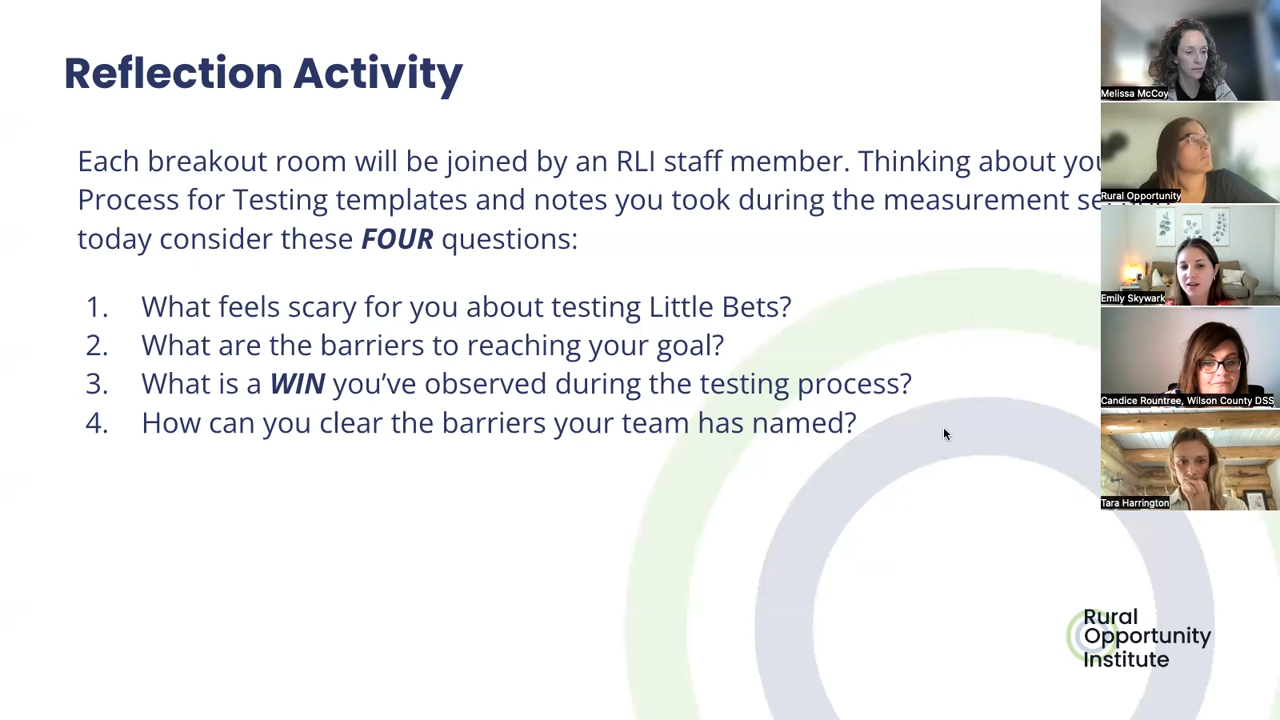 Reflection Activity
Each breakout room will be joined by an RLI staff member. Thinking about
Process for Testing templates and notes you took during the measurement
today consider these FOUR questions:
1. What feels scary for you about testing Little Bets?
2. What are the barriers to reaching your goal?
3. What is a WIN you’ve observed during the testing process?
4. How can you clear the barriers your team has named?
Melissa McCoy
Rural Opportunity
Emily Skywark
Candice Rountree, Wilson County DSS
Tara Harrington
Rural
Opportunity
Institute